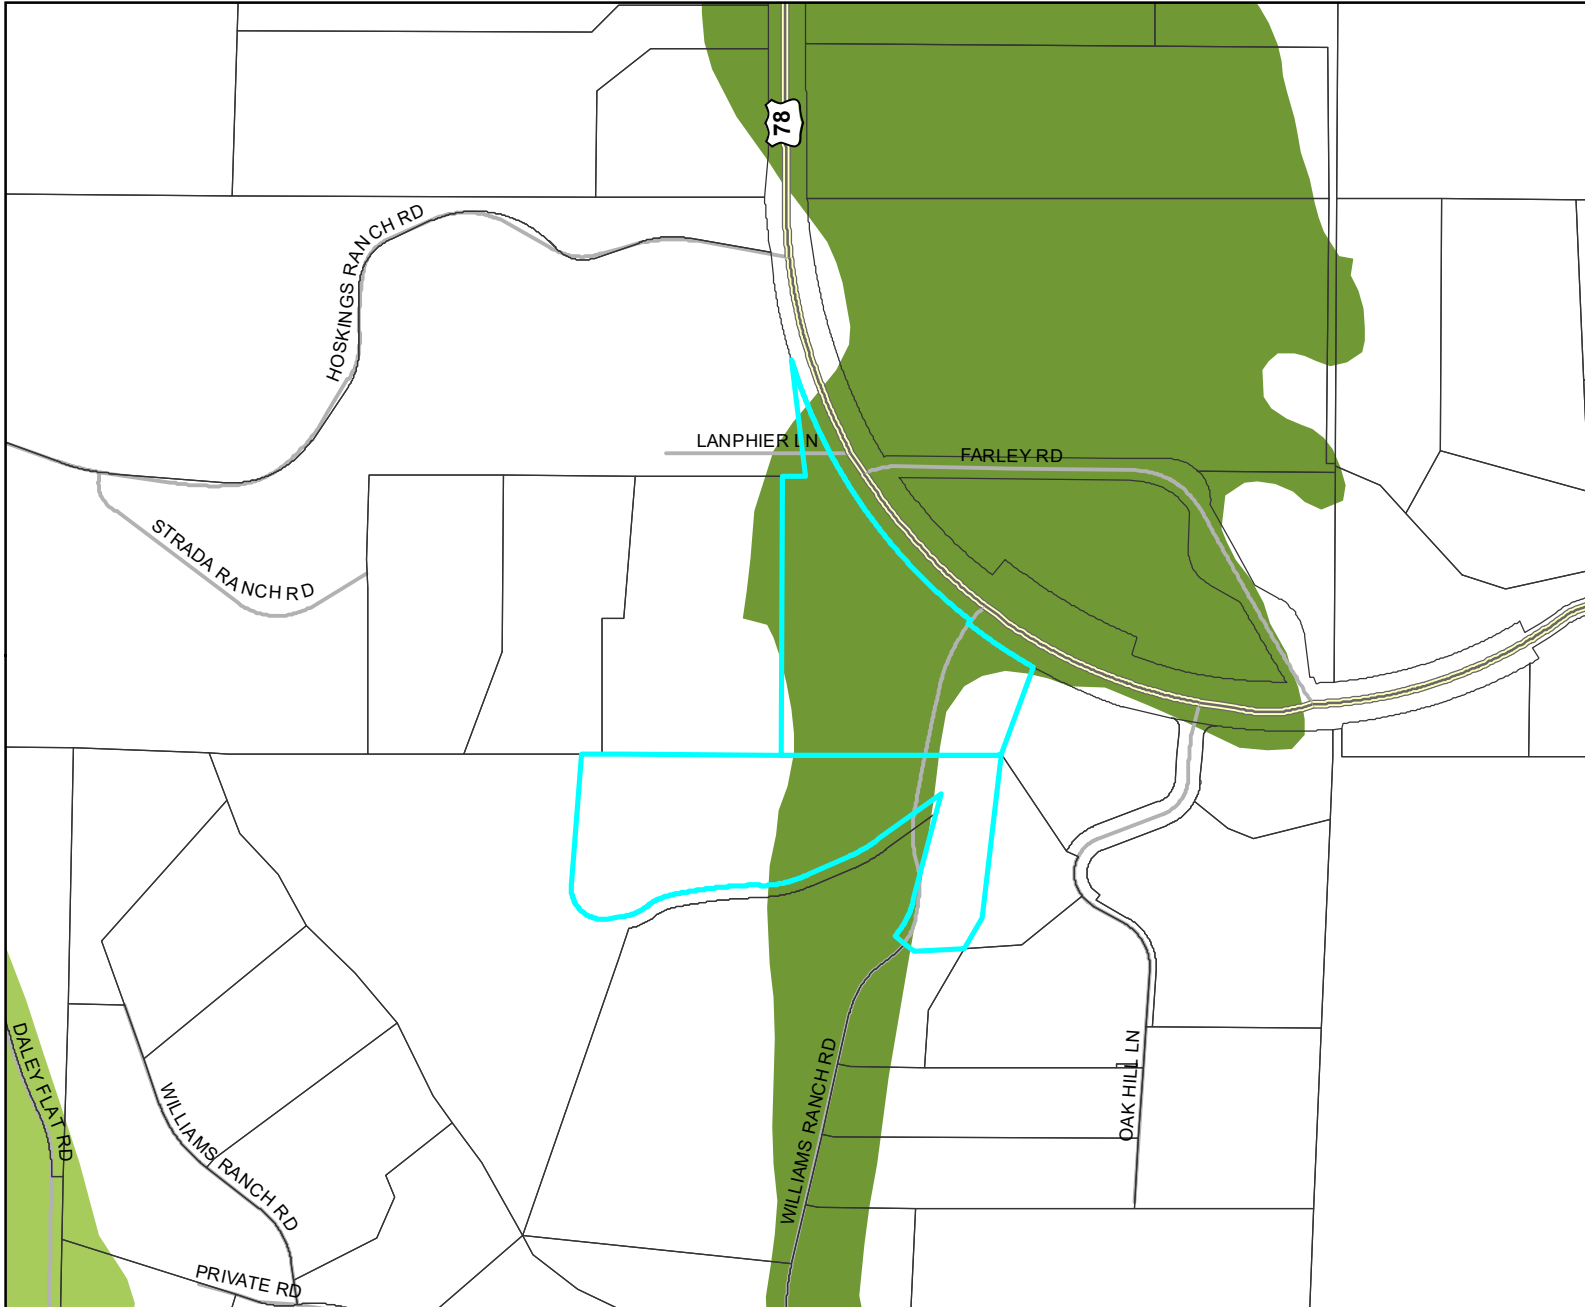 78
HOSKINGS RANCH RD
LANPHIER LN
FARLEY RD
STRADA RANCH RD
DALEY FLAT RD
WILLIAMS RANCH RD
WILLIAMS RANCH RD
OAK HILL LN
PRIVATE RD